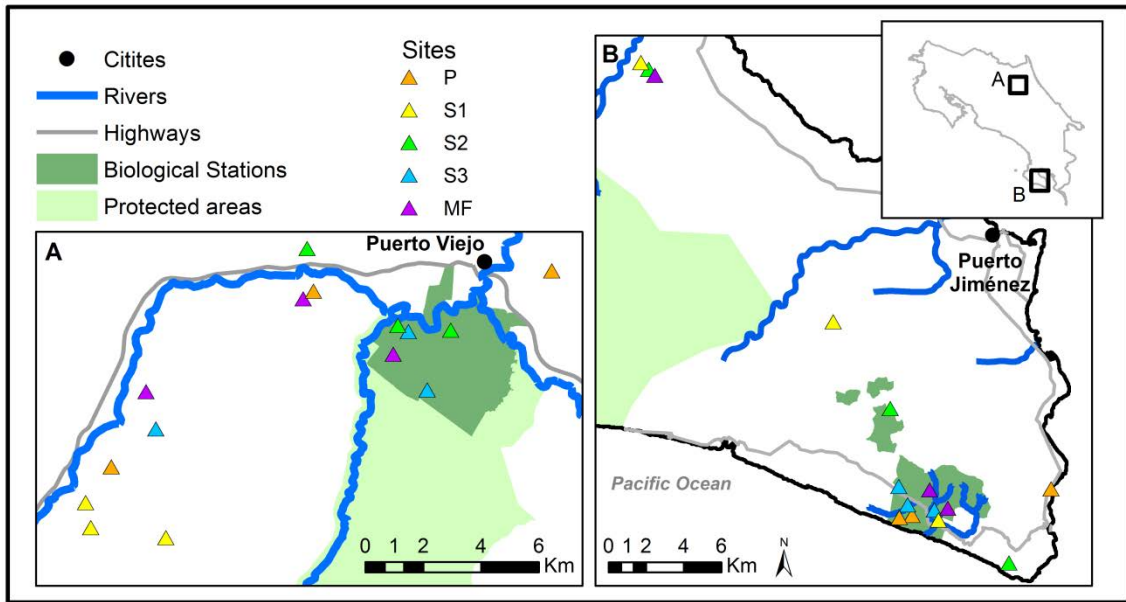 Citites
Rivers
Highways
Biological Stations
Protected areas
Sites
P
S1
S2
S3
MF
A
Puerto Viejo
0 1 2 4 6
Km
B
Puerto
Jiménez
Pacific Ocean
0 1 2 4 6
Km
N
A
B